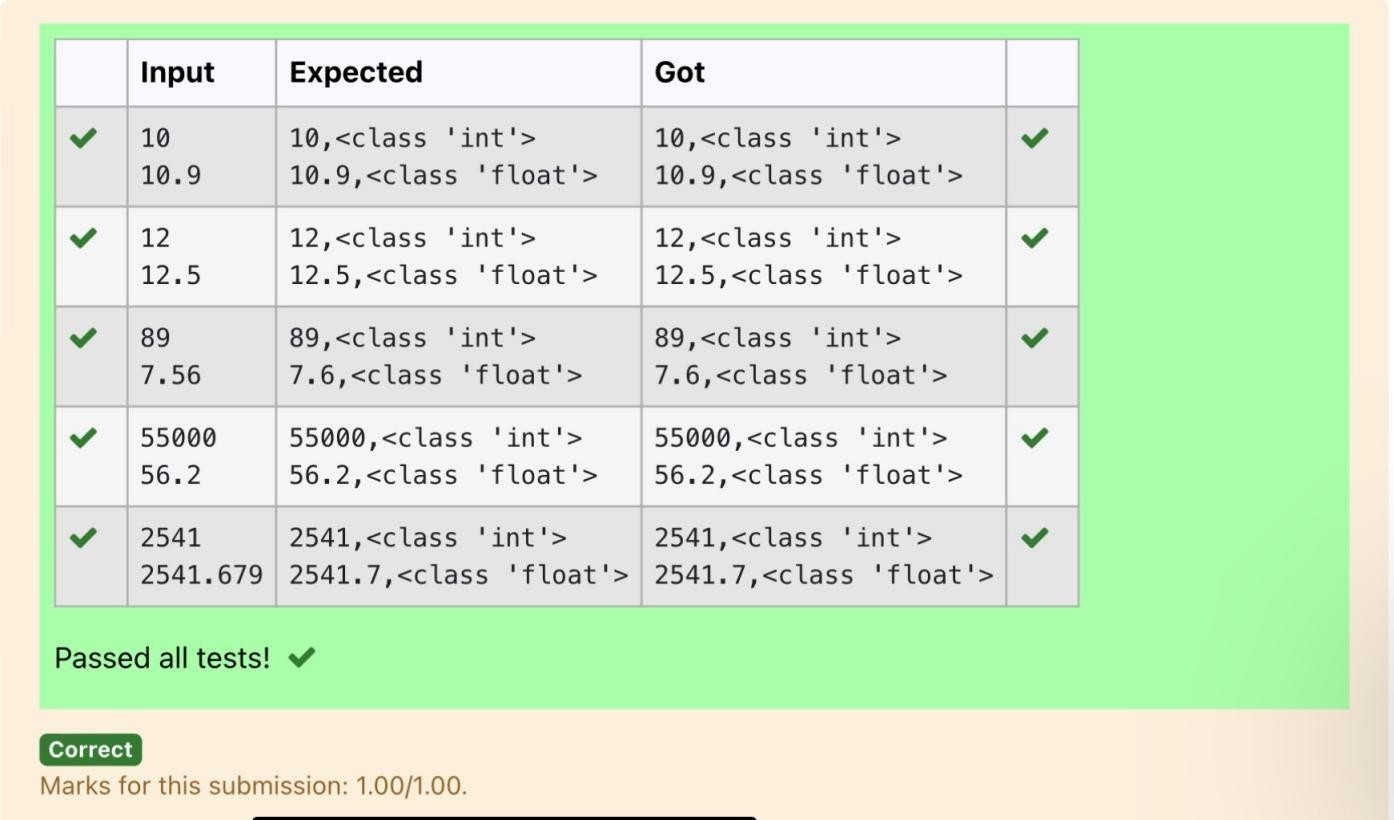 Input Expected Got
10 10,<class 'int'> 10,<class 'int'>
10.9 10.9,<class 'float'> 10.9,<class 'float'>
12 12,<class 'int'> 12,<class 'int'>
12.5 12.5,<class 'float'> 12.5,<class 'float'>
89 89,<class 'int'> 89,<class 'int'>
7.56 7.6,<class 'float'> 7.6,<class 'float'>
55000 55000,<class 'int'> 55000,<class 'int'>
56.2 56.2,<class 'float'> 56.2,<class 'float'>
2541 2541,<class 'int'> 2541,<class 'int'>
2541.679 2541.7,<class 'float'> 2541.7,<class 'float'>
Passed all tests!
Correct
Marks for this submission: 1.00/1.00.